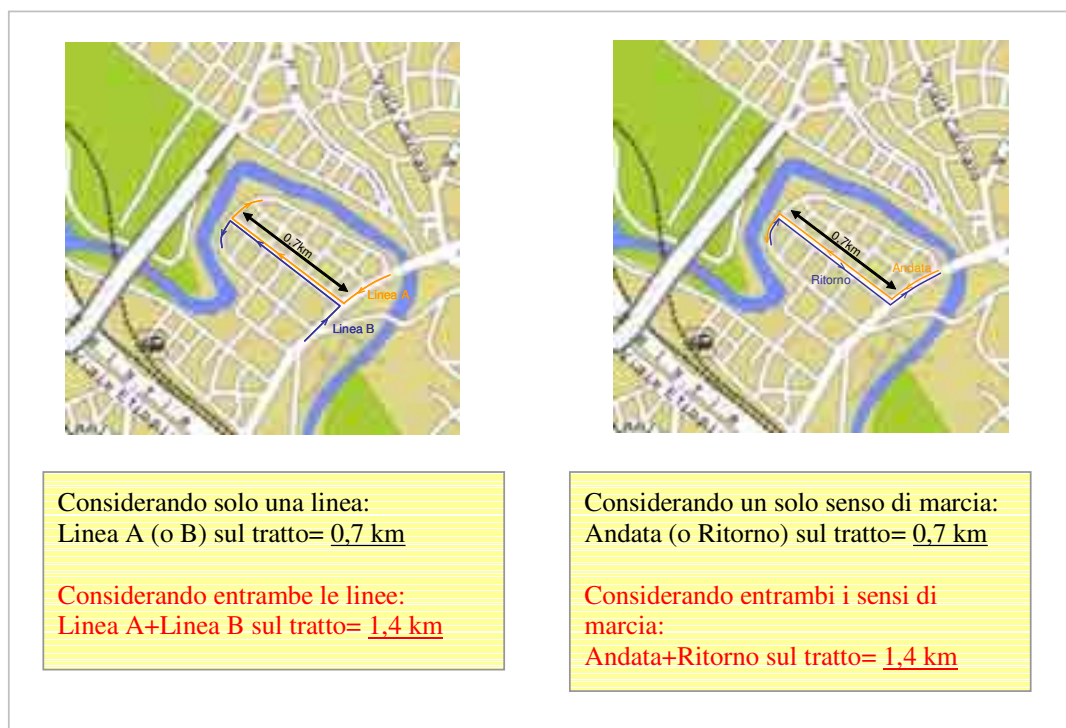 0,7km
Linea A
Linea B
0,7km
Andata
Ritorno
Considerando solo una linea:
Linea A (o B) sul tratto= 0,7 km
Considerando entrambe le linee:
Linea A+Linea B sul tratto= 1,4 km
Considerando un solo senso di marcia:
Andata (o Ritorno) sul tratto= 0,7 km
Considerando entrambi i sensi di
marcia:
Andata+Ritorno sul tratto= 1,4 km